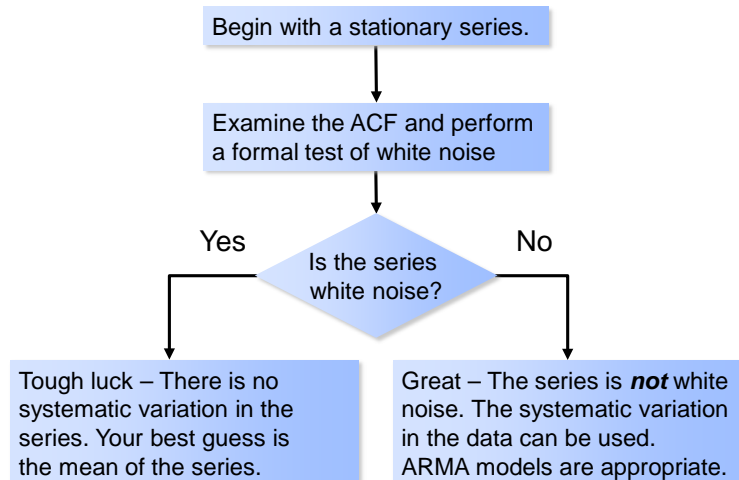 Begin with a stationary series.
Examine the ACF and perform
a formal test of white noise
Yes
No
Is the series
white noise?
Tough luck – There is no
systematic variation in the
series. Your best guess is
the mean of the series.
Great – The series is not white
noise. The systematic variation
in the data can be used.
ARMA models are appropriate.